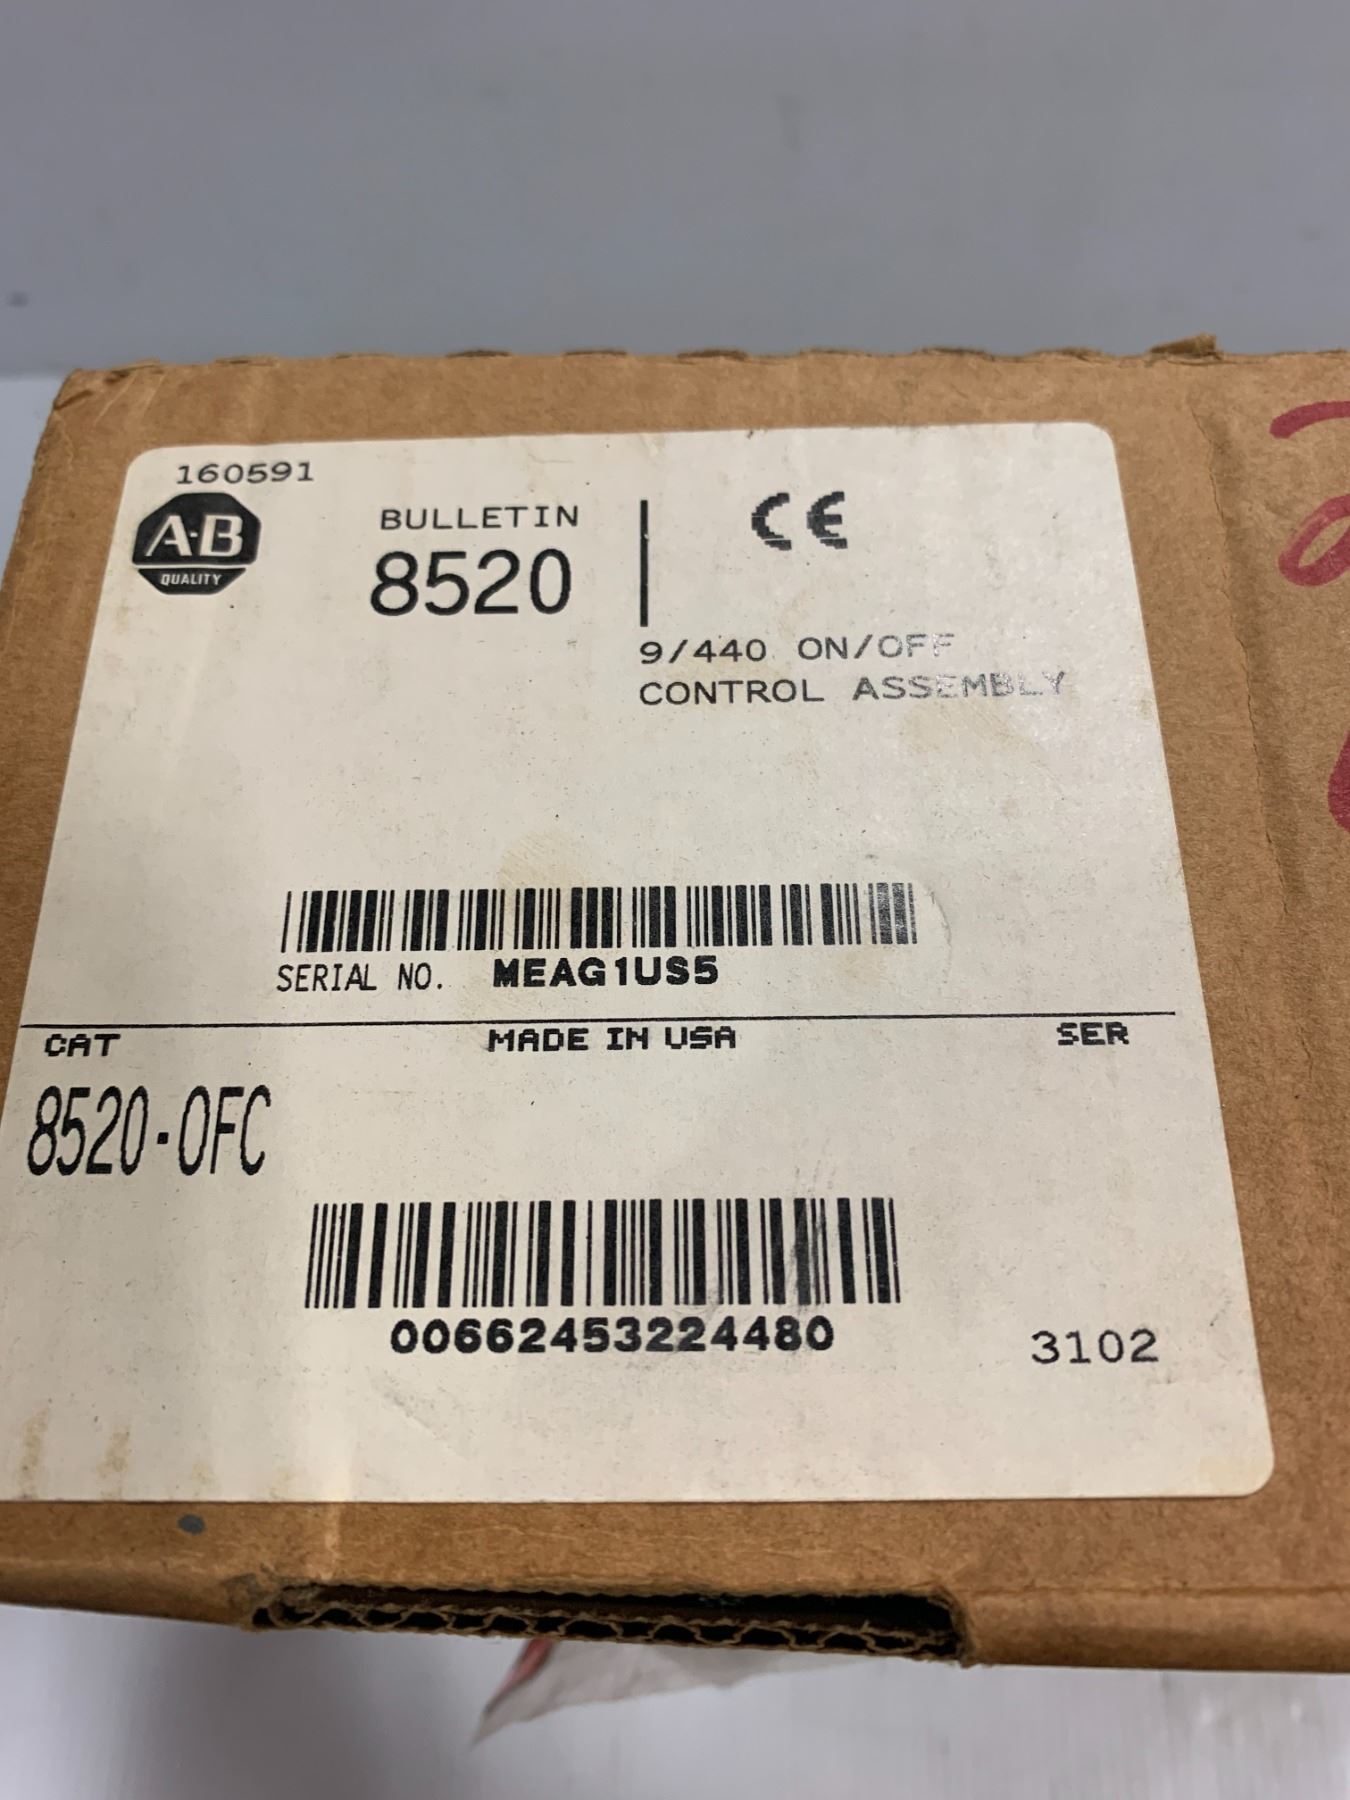 160591
A-B
QUALITY
BULLETIN
8520
CE
9/440 ON/OFF
CONTROL ASSEMBLY
SERIAL NO. MEAG1US5
CAT MADE IN USA SER
8520-OFC
00662453224480
3102